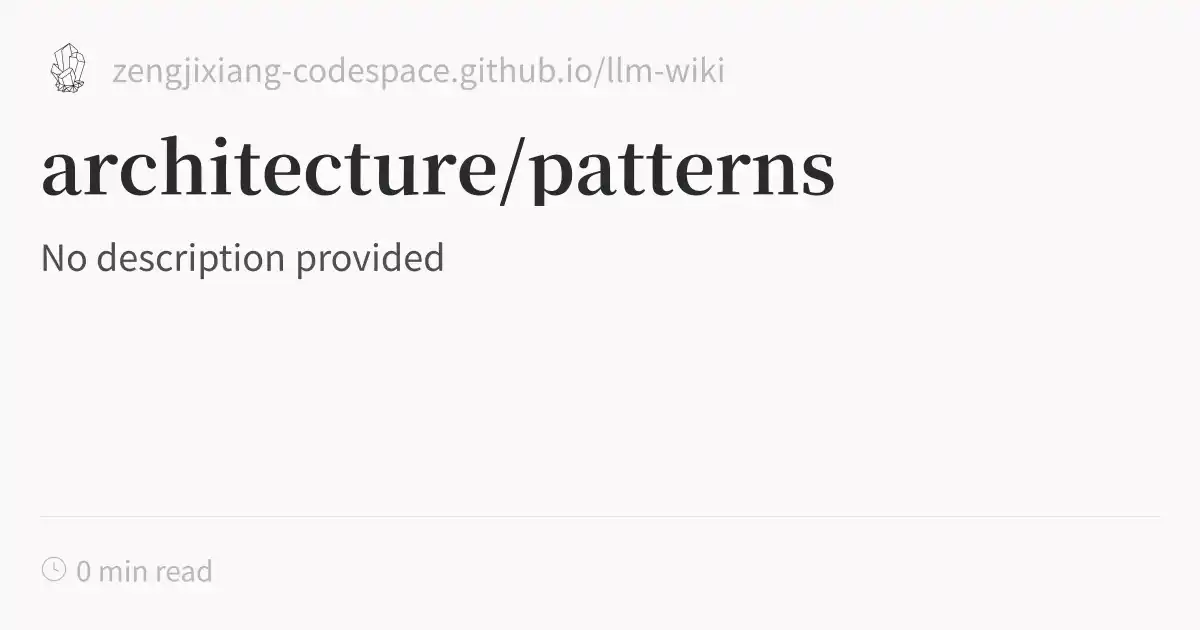 zengjixiang-codespace.github.io/llm-wiki
architecture/patterns
No description provided
0 min read